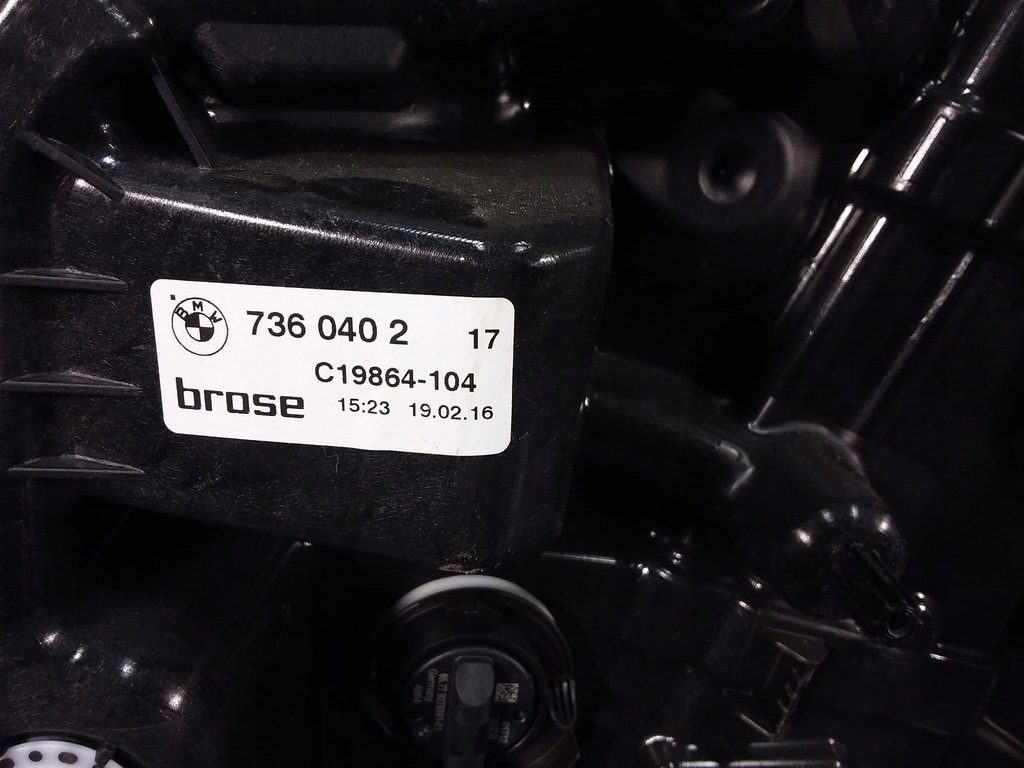 BMW 736 040 2 17
C19864-104
brose 15:23 19.02.16